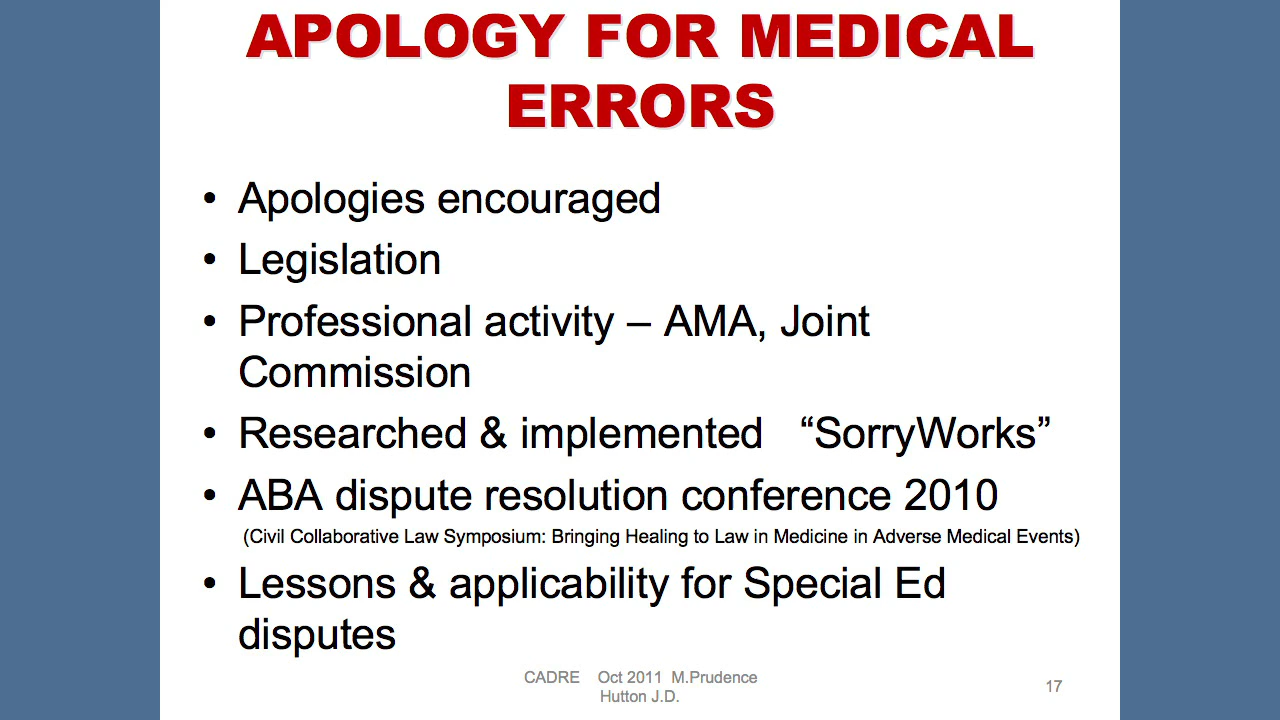 APOLOGY FOR MEDICAL
ERRORS
• Apologies encouraged
• Legislation
• Professional activity – AMA, Joint
Commission
• Researched & implemented “SorryWorks”
• ABA dispute resolution conference 2010
(Civil Collaborative Law Symposium: Bringing Healing to Law in Medicine in Adverse Medical Events)
• Lessons & applicability for Special Ed
disputes
CADRE Oct 2011 M.Prudence
Hutton J.D.
17